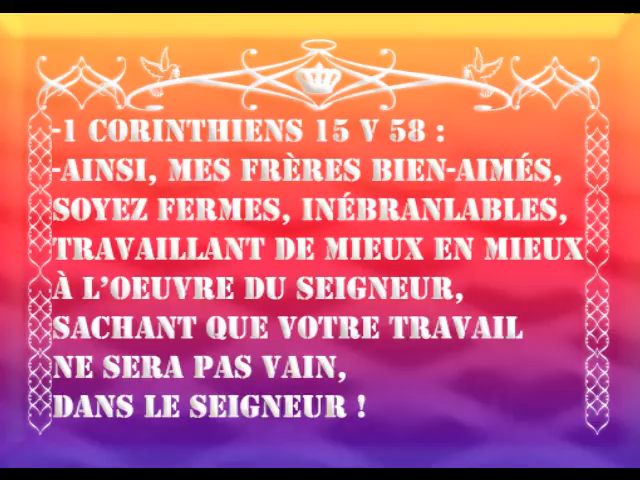 -1 CORINTHIENS 15 V 58 :
-AINSI, MES FRÈRES BIEN-AIMÉS,
SOYEZ FERMES, INÉBRANLABLES,
TRAVAILLANT DE MIEUX EN MIEUX
À L'OEUVRE DU SEIGNEUR,
SACHANT QUE VOTRE TRAVAIL
NE SERA PAS VAIN,
DANS LE SEIGNEUR !